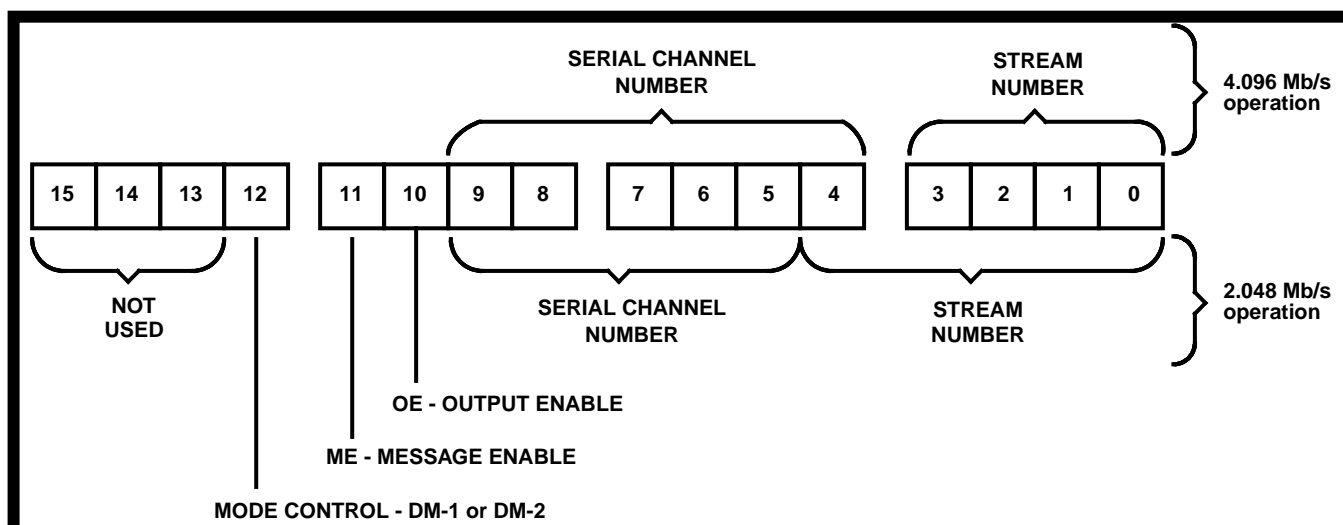 SERIAL CHANNEL
NUMBER
STREAM
NUMBER
4.096 Mb/s
operation
15 14 13 12 11 10 9 8 7 6 5 4 3 2 1 0
NOT
USED
SERIAL CHANNEL
NUMBER
STREAM
NUMBER
2.048 Mb/s
operation
OE - OUTPUT ENABLE
ME - MESSAGE ENABLE
MODE CONTROL - DM-1 or DM-2